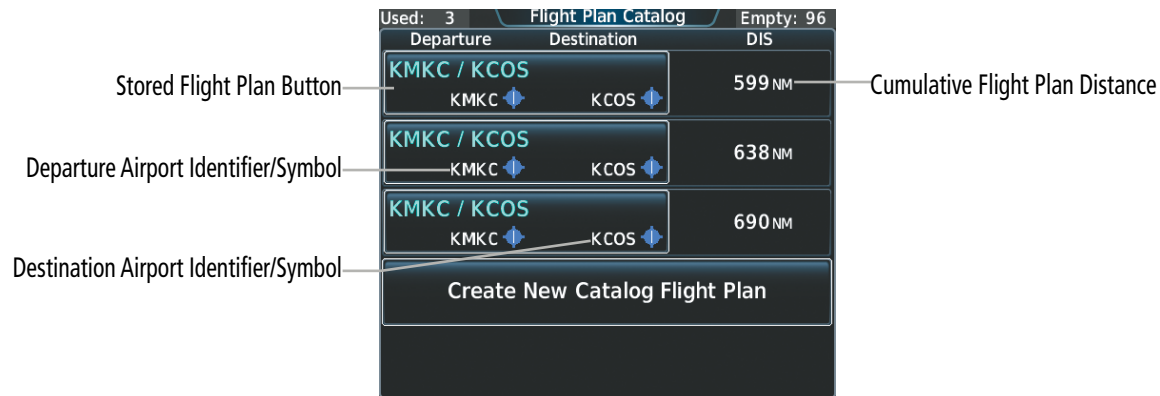 Used: 3 Flight Plan Catalog Empty: 96
Departure Destination DIS
KMKC / KCOS
Stored Flight Plan Button
599 NM
Cumulative Flight Plan Distance
KMKC KCOS
KMKC / KCOS
638 NM
Departure Airport Identifier/Symbol
KMKC KCOS
KMKC / KCOS
690 NM
KMKC KCOS
Destination Airport Identifier/Symbol
Create New Catalog Flight Plan